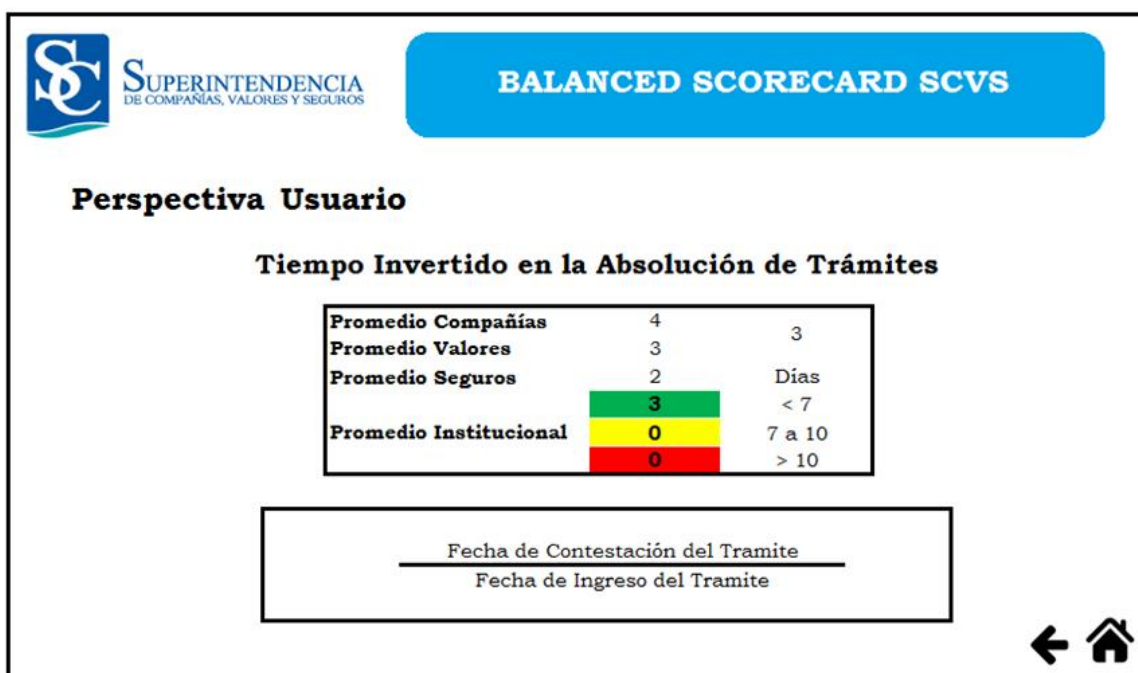 SC
SUPERINTENDENCIA
DE COMPAÑÍAS, VALORES Y SEGUROS
BALANCED SCORECARD SCVS
Perspectiva Usuario
Tiempo Invertido en la Absolución de Trámites
Promedio Compañías 4 3
Promedio Valores 3
Promedio Seguros 2 Días
3 < 7
Promedio Institucional 0 7 a 10
0 > 10
Fecha de Contestación del Tramite
Fecha de Ingreso del Tramite